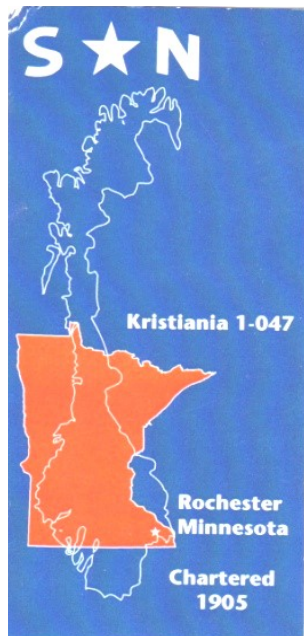 S ★ N
Kristiania 1-047
Rochester
Minnesota
Chartered
1905